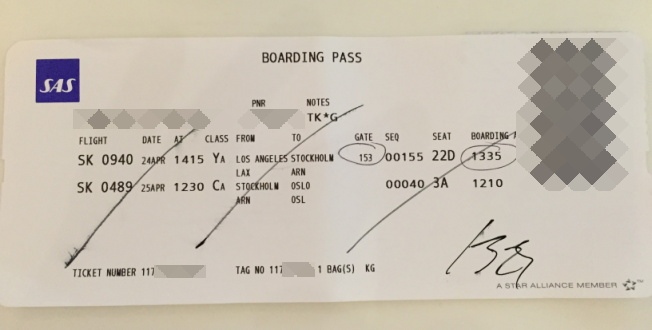 BOARDING PASS
SAS
PNR NOTES
TK*G
FLIGHT DATE AT CLASS FROM TO GATE SEQ SEAT BOARDING
SK 0940 24APR 1415 YA LOS ANGELES STOCKHOLM 153 00155 22D 1335
LAX ARN
SK 0489 25APR 1230 CA STOCKHOLM OSLO 00040 3A 1210
ARN OSL
TICKET NUMBER 117 TAG NO 117 1 BAG(S) KG
A STAR ALLIANCE MEMBER